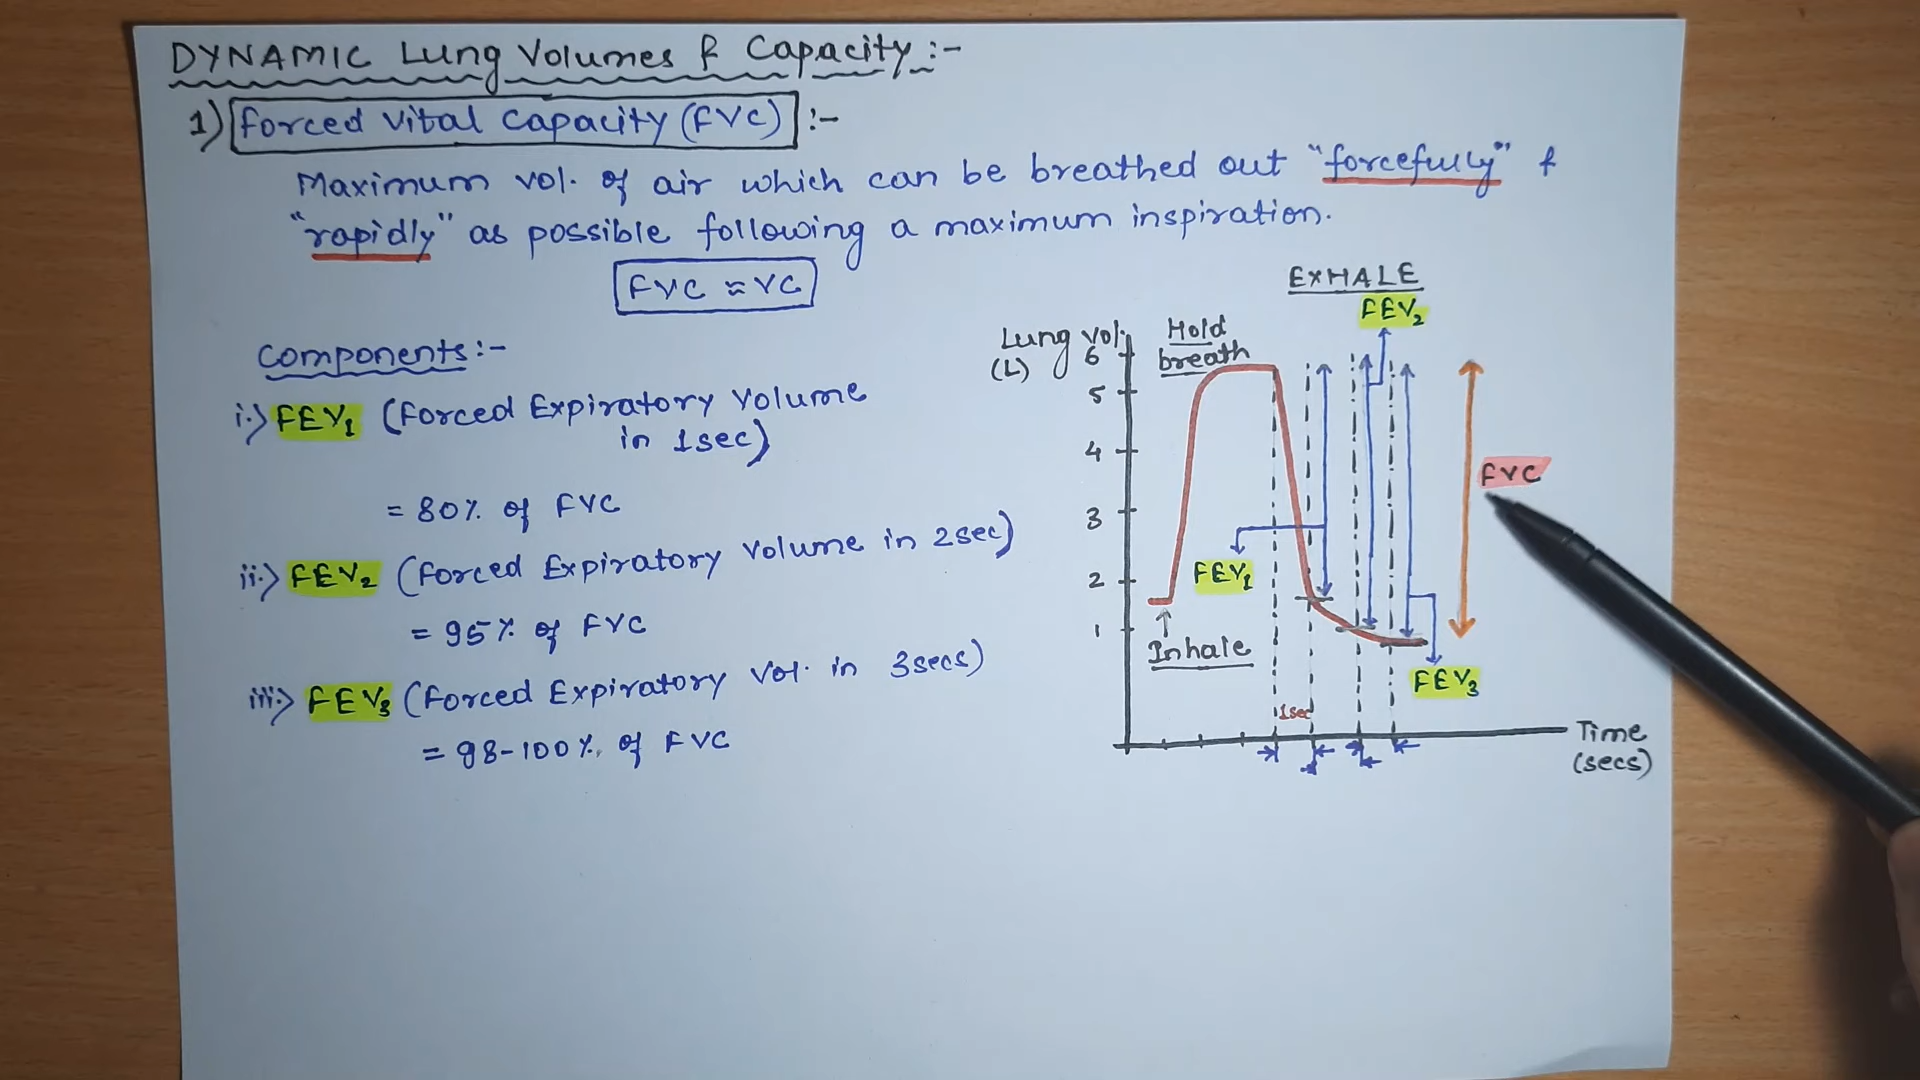 DYNAMIC Lung Volumes & Capacity :-
1) Forced Vital Capacity (FVC) :-
Maximum vol. of air which can be breathed out "forcefully" &
"rapidly" as possible following a maximum inspiration.
FVC ≈ VC
Components :-
i.) FEV1 (Forced Expiratory Volume
in 1sec)
= 80% of FVC
ii.) FEV2 (Forced Expiratory Volume in 2sec)
= 95% of FVC
iii.) FEV3 (Forced Expiratory Vol. in 3secs)
= 98-100% of FVC
EXHALE
FEV2
Lung vol.
(L)
Hold
breath
6
5
4
3
2
1
FVC
FEV1
Inhale
FEV3
1sec
Time
(secs)